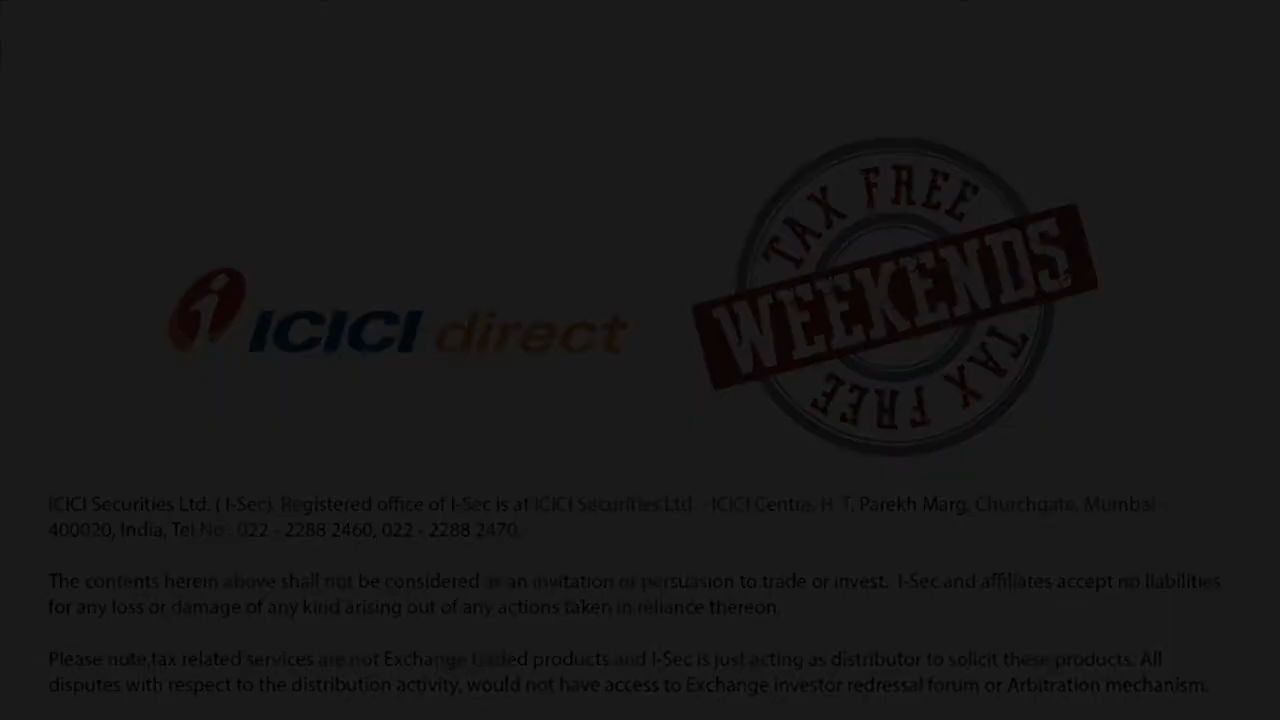 TAX FREE
WEEKENDS
TAX FREE
i ICICI direct
ICICI Securities Ltd. ( I-Sec). Registered office of I-Sec is at ICICI Securities Ltd. - ICICI Centre, H. T. Parekh Marg, Churchgate, Mumbai -
400020, India, Tel No : 022 - 2288 2460, 022 - 2288 2470.
The contents herein above shall not be considered as an invitation or persuasion to trade or invest. I-Sec and affiliates accept no liabilities
for any loss or damage of any kind arising out of any actions taken in reliance thereon.
Please note,tax related services are not Exchange traded products and I-Sec is just acting as distributor to solicit these products. All
disputes with respect to the distribution activity, would not have access to Exchange investor redressal forum or Arbitration mechanism.